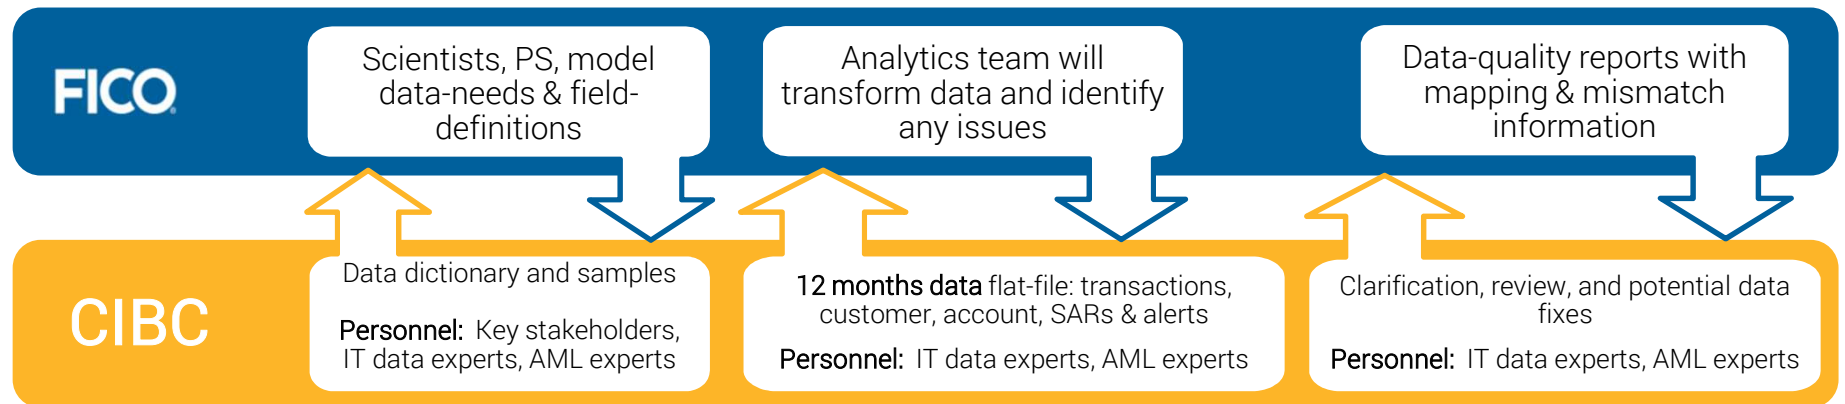 FICO
Scientists, PS, model
data-needs & field-
definitions
Analytics team will
transform data and identify
any issues
Data-quality reports with
mapping & mismatch
information
CIBC
Data dictionary and samples
Personnel: Key stakeholders,
IT data experts, AML experts
12 months data flat-file: transactions,
customer, account, SARs & alerts
Personnel: IT data experts, AML experts
Clarification, review, and potential data
fixes
Personnel: IT data experts, AML experts